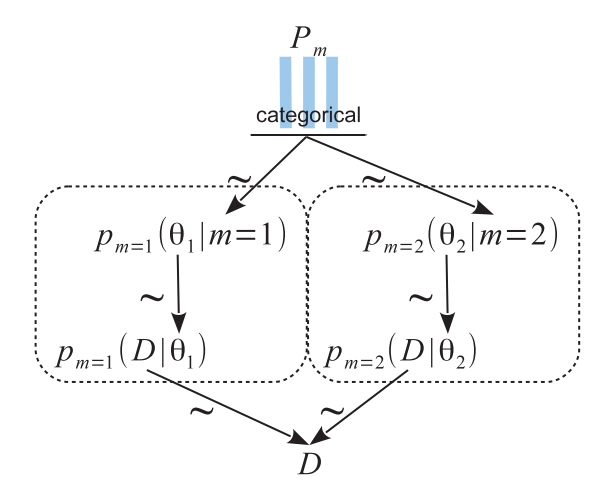 P_m
categorical
~ ~
p_{m=1}(θ_1|m=1) p_{m=2}(θ_2|m=2)
~ ~
p_{m=1}(D|θ_1) p_{m=2}(D|θ_2)
~ ~
D